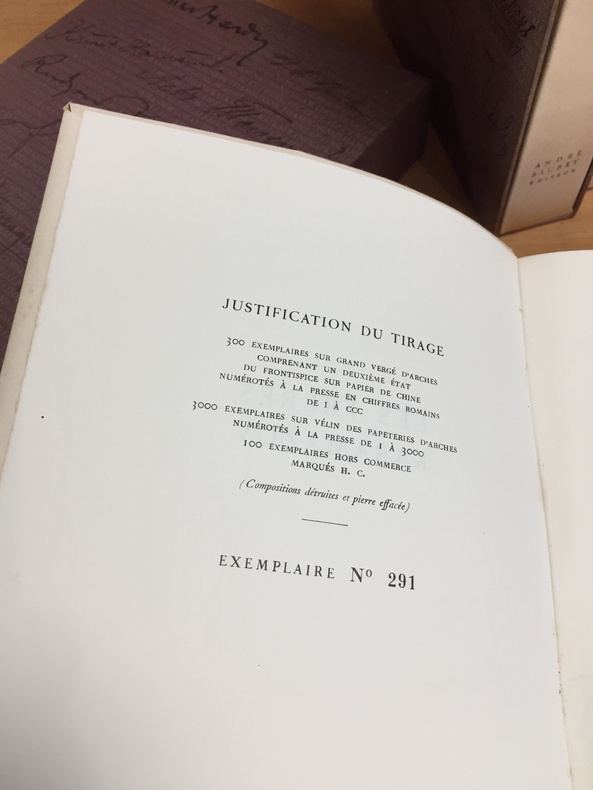 ANDRÉ
SAURET
ÉDITEUR
JUSTIFICATION DU TIRAGE
300 EXEMPLAIRES SUR GRAND VERGÉ D'ARCHES
COMPRENANT UN DEUXIÈME ÉTAT
DU FRONTISPICE SUR PAPIER DE CHINE
NUMÉROTÉS À LA PRESSE EN CHIFFRES ROMAINS
DE I À CCC
3000 EXEMPLAIRES SUR VÉLIN DES PAPETERIES D'ARCHES
NUMÉROTÉS À LA PRESSE DE 1 À 3000
100 EXEMPLAIRES HORS COMMERCE
MARQUÉS H. C.
(Compositions détruites et pierre effacée)
EXEMPLAIRE Nº 291